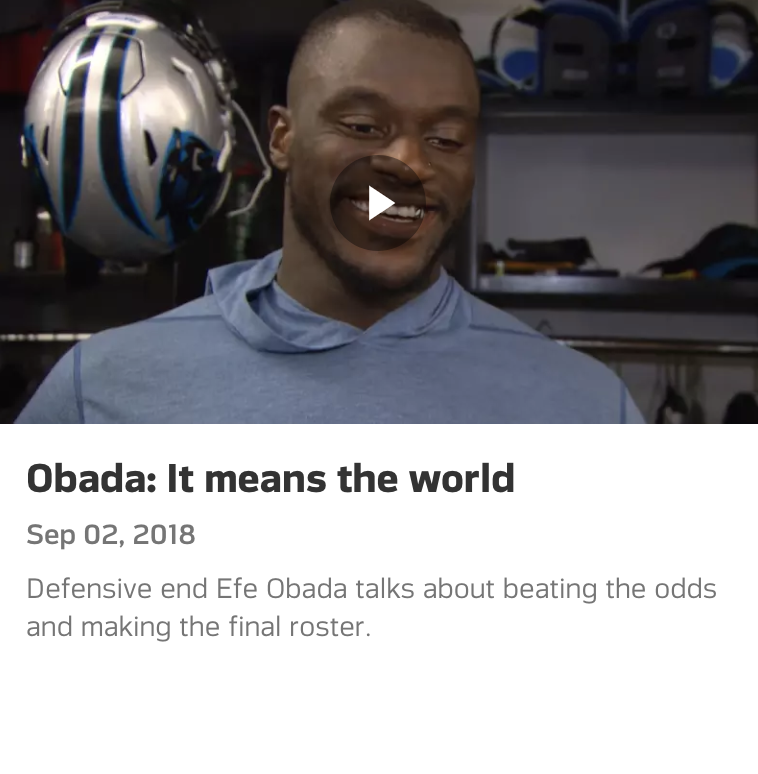 Obada: It means the world
Sep 02, 2018
Defensive end Efe Obada talks about beating the odds
and making the final roster.